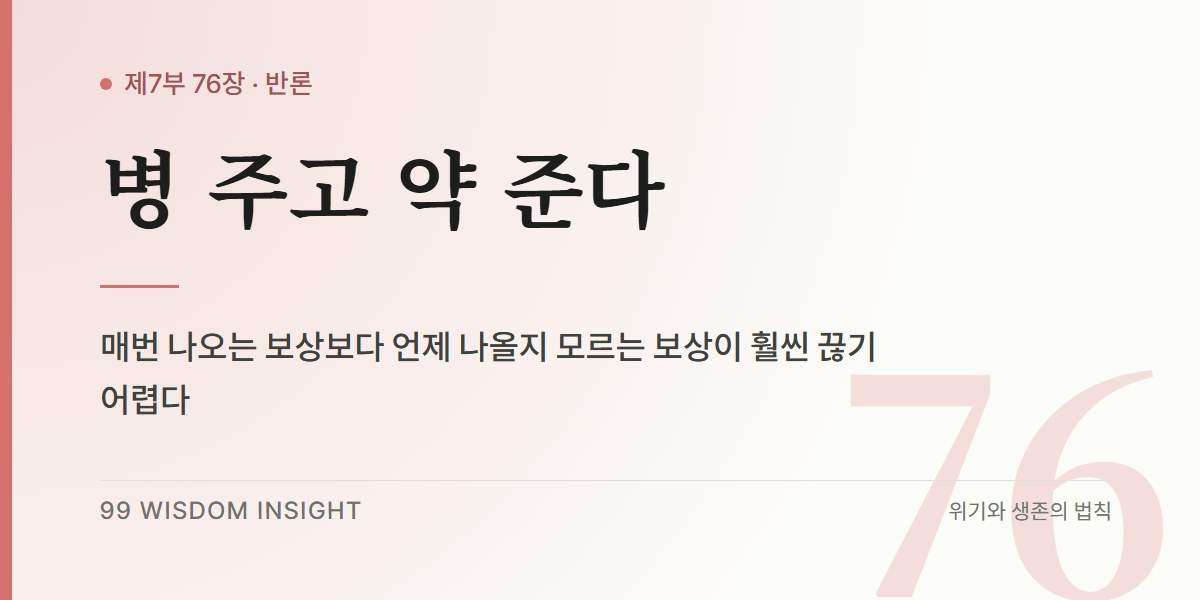 제7부 76장 · 반론
병 주고 약 준다
매번 나오는 보상보다 언제 나올지 모르는 보상이 훨씬 끊기
어렵다
76
99 WISDOM INSIGHT
위기와 생존의 법칙